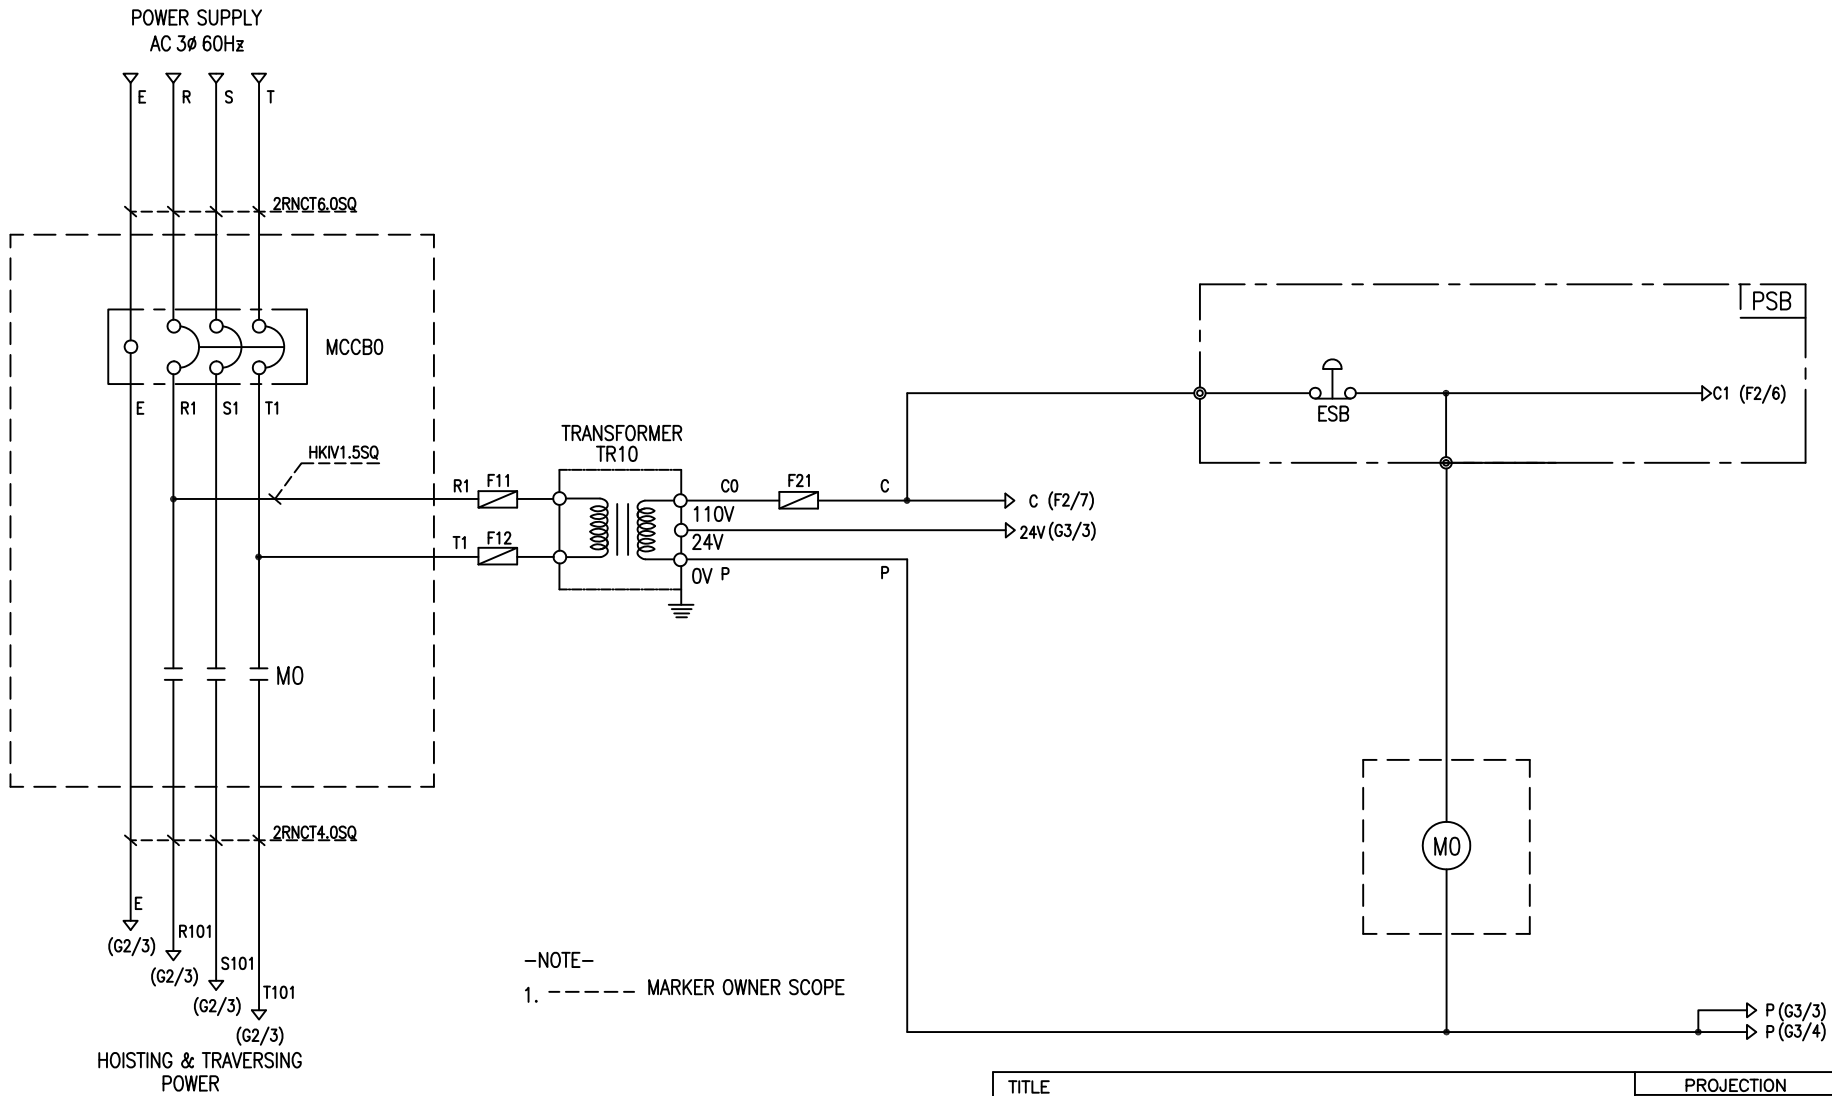 POWER SUPPLY
AC 3ø 60Hz
E R S T
2RNCT6.0SQ
PSB
MCCB0
C1 (F2/6)
ESB
E R1 S1 T1
TRANSFORMER
TR10
HKIV1.5SQ
R1 F11
C0 F21 C
C (F2/7)
110V
24V (G3/3)
T1 F12
24V
0V P P
M0
2RNCT4.0SQ
M0
E
(G2/3)
R101
(G2/3)
S101
(G2/3)
T101
(G2/3)
HOISTING & TRAVERSING
POWER
-NOTE-
1. ------ MARKER OWNER SCOPE
P (G3/3)
P (G3/4)
TITLE
PROJECTION